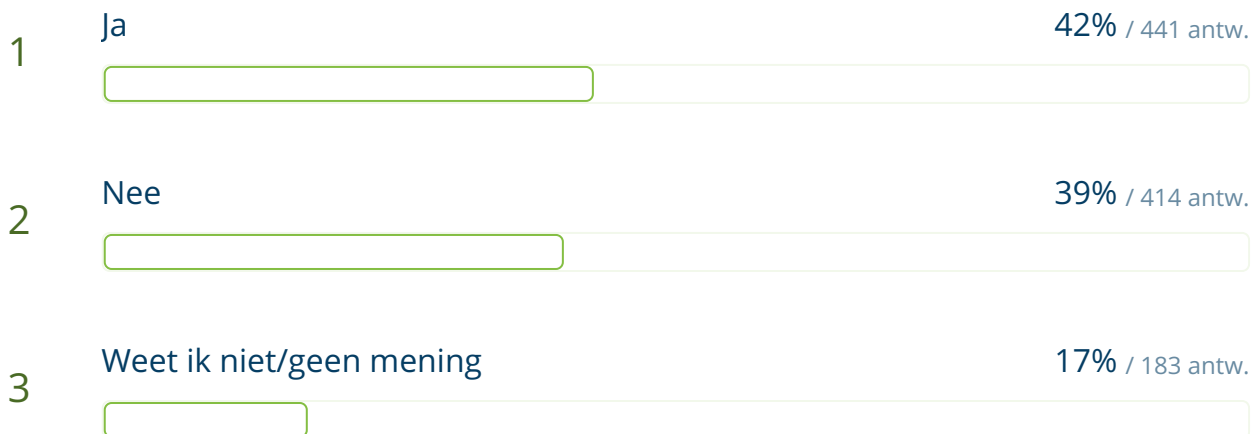 1 Ja 42% / 441 antw.
2 Nee 39% / 414 antw.
3 Weet ik niet/geen mening 17% / 183 antw.